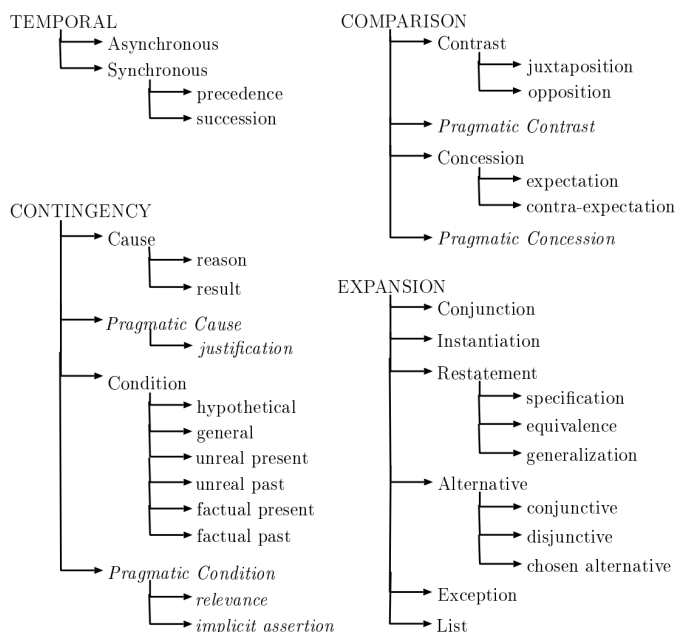 TEMPORAL
Asynchronous
Synchronous
precedence
succession
CONTINGENCY
Cause
reason
result
Pragmatic Cause
justification
Condition
hypothetical
general
unreal present
unreal past
factual present
factual past
Pragmatic Condition
relevance
implicit assertion
COMPARISON
Contrast
juxtaposition
opposition
Pragmatic Contrast
Concession
expectation
contra-expectation
Pragmatic Concession
EXPANSION
Conjunction
Instantiation
Restatement
specification
equivalence
generalization
Alternative
conjunctive
disjunctive
chosen alternative
Exception
List